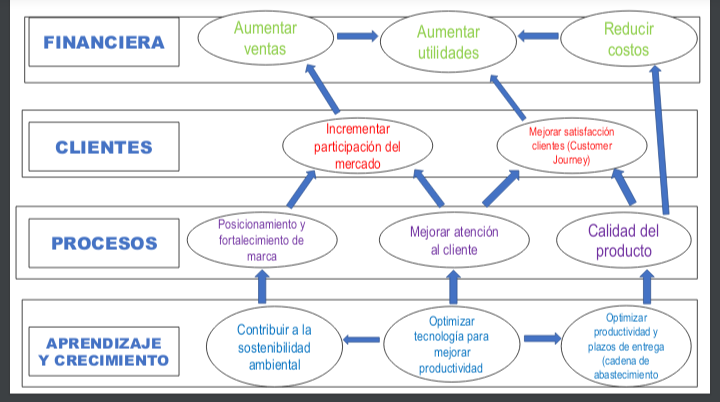 FINANCIERA
Aumentar
ventas
Aumentar
utilidades
Reducir
costos
CLIENTES
Incrementar
participación del
mercado
Mejorar satisfacción
clientes (Customer
Journey)
PROCESOS
Posicionamiento y
fortalecimiento de
marca
Mejorar atención
al cliente
Calidad del
producto
APRENDIZAJE
Y CRECIMIENTO
Contribuir a la
sostenibilidad
ambiental
Optimizar
tecnología para
mejorar
productividad
Optimizar
productividad y
plazos de entrega
(cadena de
abastecimiento